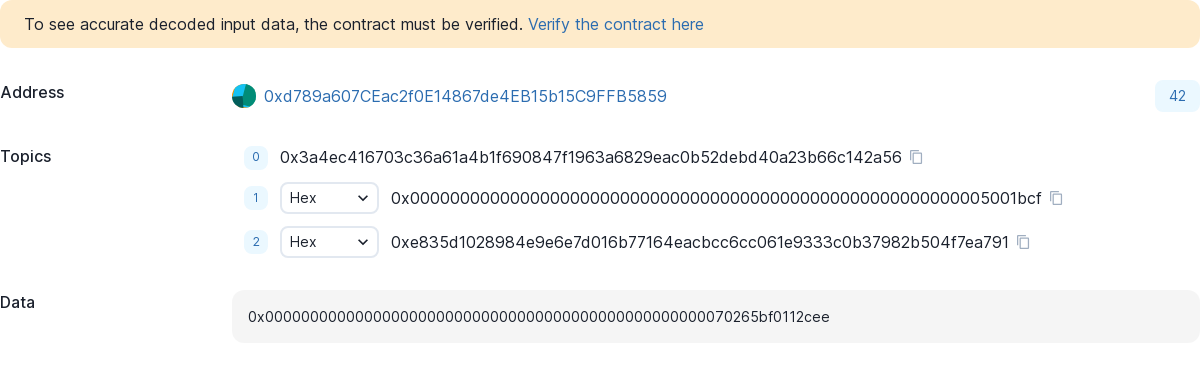 To see accurate decoded input data, the contract must be verified. Verify the contract here
Address
0xd789a607CEac2f0E14867de4EB15b15C9FFB5859
42
Topics
0
0x3a4ec416703c36a61a4b1f690847f1963a6829eac0b52debd40a23b66c142a56
1
Hex
0x0000000000000000000000000000000000000000000000000000000005001bcf
2
Hex
0xe835d1028984e9e6e7d016b77164eacbcc6cc061e9333c0b37982b504f7ea791
Data
0x0000000000000000000000000000000000000000000000000070265bf0112cee